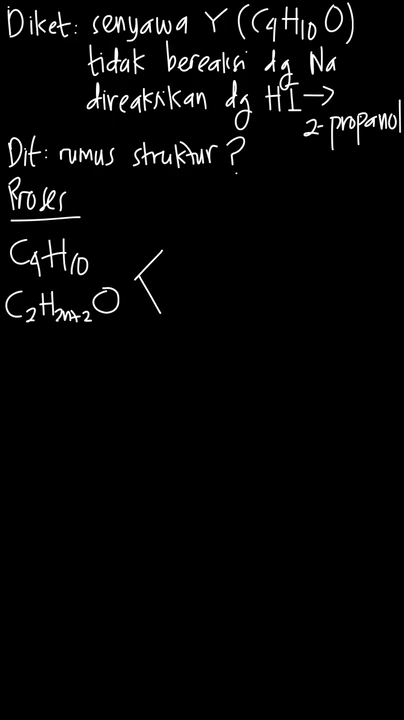 Diket: senyawa Y (C4H10O)
tidak bereaksi dg Na
direaksikan dg HI →
2-propanol
Dit: rumus struktur?
Proses
C4H10
C2H2n+2O <